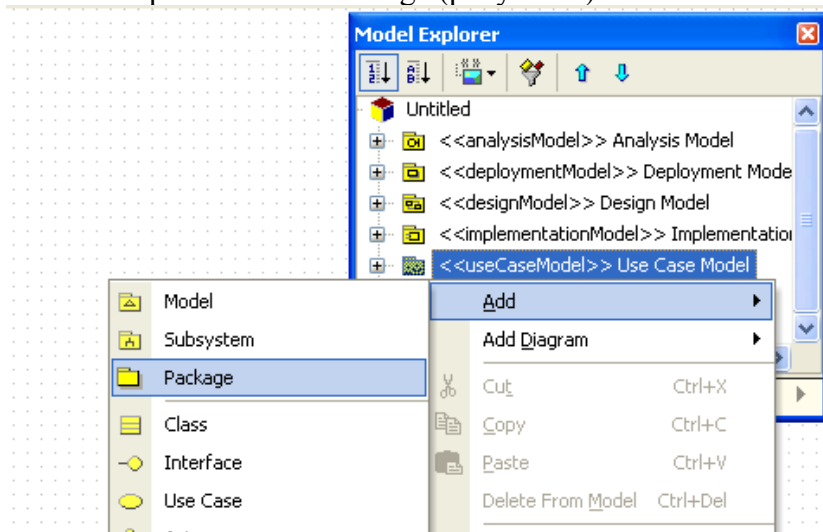 Model Explorer
Untitled
<<analysisModel>> Analysis Model
<<deploymentModel>> Deployment Mode
<<designModel>> Design Model
<<implementationModel>> Implementation
<<useCaseModel>> Use Case Model
Model
Subsystem
Package
Class
Interface
Use Case
Add
Add Diagram
Cut Ctrl+X
Copy Ctrl+C
Paste Ctrl+V
Delete From Model Ctrl+Del